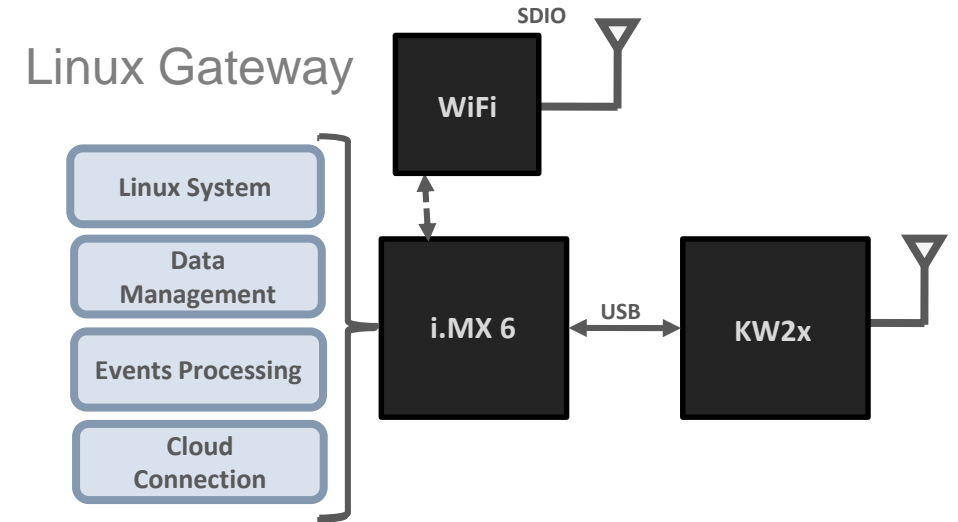 SDIO
Linux Gateway
WiFi
Linux System
Data
Management
i.MX 6
USB
KW2x
Events Processing
Cloud
Connection